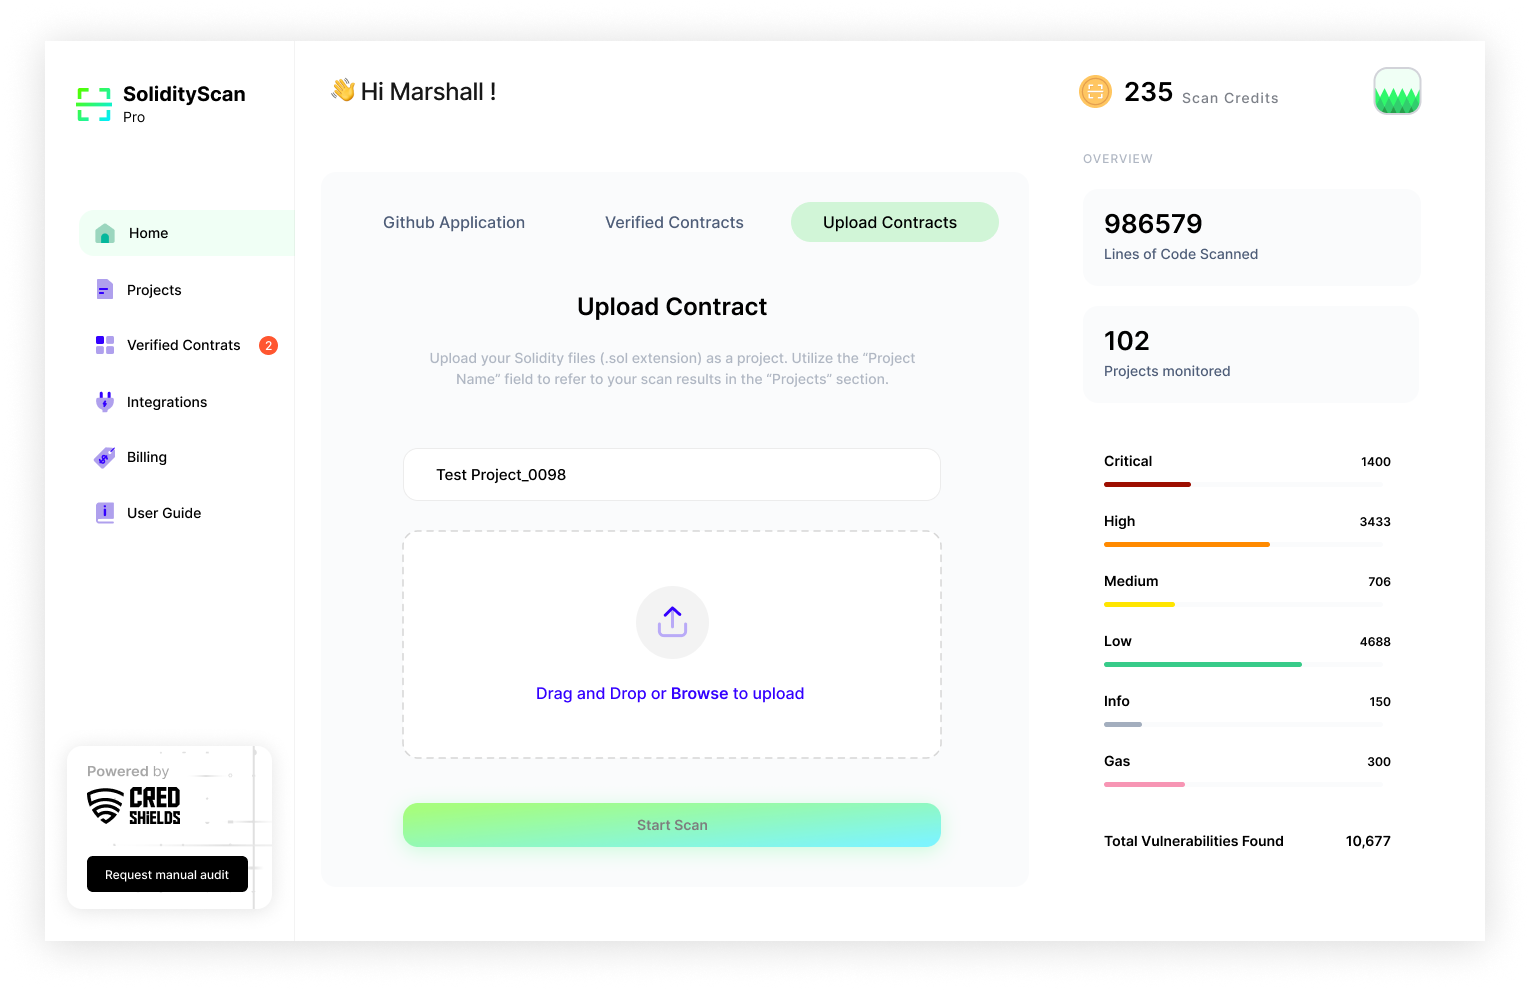 SolidityScan
Pro
Home
Projects
Verified Contrats
2
Integrations
Billing
User Guide
Powered by
CRED
SHiELDS
Request manual audit
Hi Marshall !
Github Application
Verified Contracts
Upload Contracts
Upload Contract
Upload your Solidity files (.sol extension) as a project. Utilize the “Project
Name” field to refer to your scan results in the “Projects” section.
Test Project_0098
Drag and Drop or Browse to upload
Start Scan
235 Scan Credits
OVERVIEW
986579
Lines of Code Scanned
102
Projects monitored
Critical 1400
High 3433
Medium 706
Low 4688
Info 150
Gas 300
Total Vulnerabilities Found 10,677